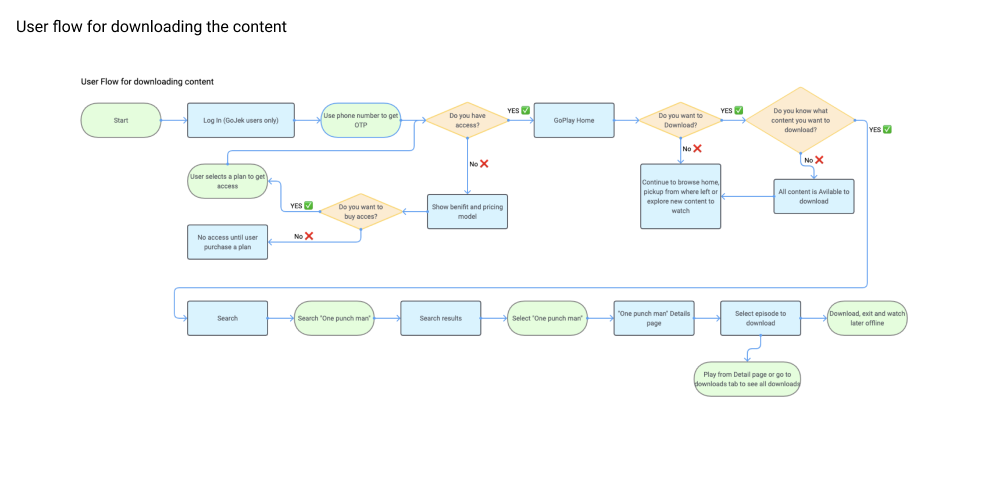 User flow for downloading the content
User Flow for downloading content
Start
Log In (GoJek users only)
Use phone number to get
OTP
Do you have
access?
YES ✅
GoPlay Home
Do you want to
Download?
YES ✅
Do you know what
content you want to
download?
YES ✅
No ❌
No ❌
No ❌
User selects a plan to get
access
Continue to browse home,
pickup from where left or
explore new content to
watch
All content is Avilable to
download
YES ✅
Do you want to
buy acces?
Show benifit and pricing
model
No access until user
purchase a plan
No ❌
Search
Search "One punch man"
Search results
Select "One punch man"
"One punch man" Details
page
Select episode to
download
Download, exit and watch
later offline
Play from Detail page or go to
downloads tab to see all downloads